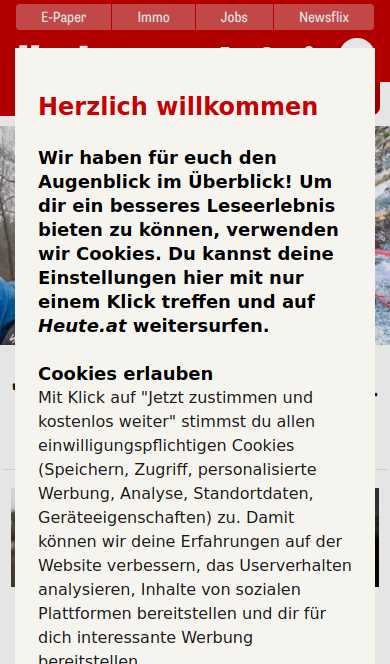 E-Paper Immo Jobs Newsflix
Herzlich willkommen
Wir haben für euch den
Augenblick im Überblick! Um
dir ein besseres Leseerlebnis
bieten zu können, verwenden
wir Cookies. Du kannst deine
Einstellungen hier mit nur
einem Klick treffen und auf
Heute.at weitersurfen.
Cookies erlauben
Mit Klick auf "Jetzt zustimmen und
kostenlos weiter" stimmst du allen
einwilligungspflichtigen Cookies
(Speichern, Zugriff, personalisierte
Werbung, Analyse, Standortdaten,
Geräteeigenschaften) zu. Damit
können wir deine Erfahrungen auf der
Website verbessern, das Userverhalten
analysieren, Inhalte von sozialen
Plattformen bereitstellen und dir für
dich interessante Werbung
bereitstellen